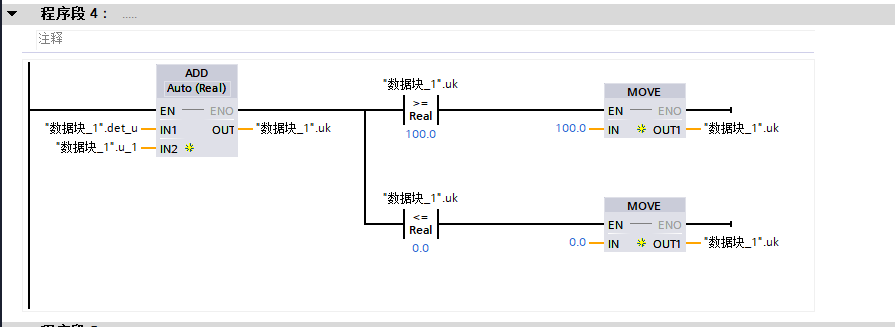 程序段 4： .....
注释
ADD
Auto (Real)
EN ENO
"数据块_1".det_u IN1 OUT "数据块_1".uk
"数据块_1".u_1 IN2
"数据块_1".uk
>=
Real
100.0
MOVE
EN ENO
100.0 IN OUT1 "数据块_1".uk
"数据块_1".uk
<=
Real
0.0
MOVE
EN ENO
0.0 IN OUT1 "数据块_1".uk